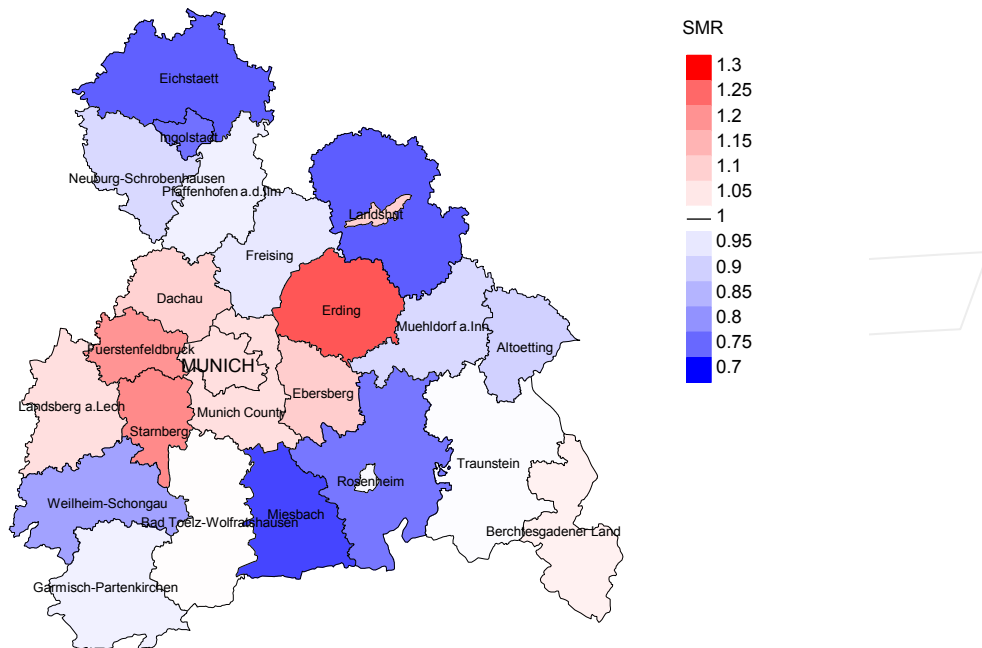 SMR
1.3
1.25
1.2
1.15
1.1
1.05
1
0.95
0.9
0.85
0.8
0.75
0.7
Eichstaett
Ingolstadt
Neuburg-Schrobenhausen
Pfaffenhofen a.d.Ilm
Landshut
Freising
Dachau
Erding
Muehldorf a.Inn
Altoetting
Fuerstenfeldbruck
MUNICH
Ebersberg
Landsberg a.Lech
Munich County
Starnberg
Traunstein
Rosenheim
Weilheim-Schongau
Miesbach
Bad Toelz-Wolfratshausen
Berchtesgadener Land
Garmisch-Partenkirchen